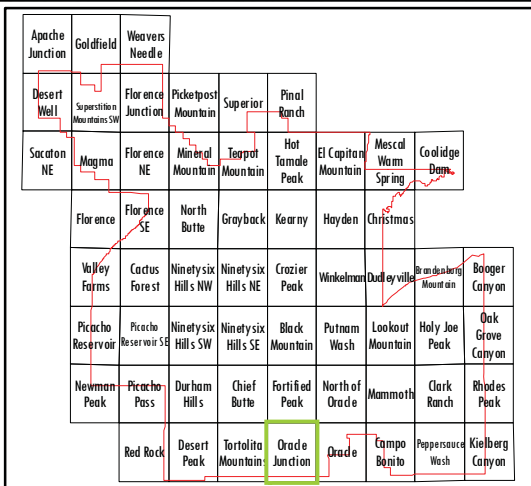 Apache
Junction
Goldfield
Weavers
Needle
Desert
Well
Superstition
Mountains SW
Florence
Junction
Picketpost
Mountain
Superior
Pinal
Ranch
Sacaton
NE
Magma
Florence
NE
Mineral
Mountain
Teapot
Mountain
Hot
Tamale
Peak
El Capitan
Mountain
Mescal
Warm
Spring
Coolidge
Dam
Florence
Florence
SE
North
Butte
Grayback
Kearny
Hayden
Christmas
Valley
Farms
Cactus
Forest
Ninetysix
Hills NW
Ninetysix
Hills NE
Crozier
Peak
Winkelman
Dudleyville
Brandenburg
Mountain
Booger
Canyon
Picacho
Reservoir
Picacho
Reservoir SE
Ninetysix
Hills SW
Ninetysix
Hills SE
Black
Mountain
Putnam
Wash
Lookout
Mountain
Holy Joe
Peak
Oak
Grove
Canyon
Newman
Peak
Picacho
Pass
Durham
Hills
Chief
Butte
Fortified
Peak
North of
Oracle
Mammoth
Clark
Ranch
Rhodes
Peak
Red Rock
Desert
Peak
Tortolita
Mountains
Oracle
Junction
Oracle
Campo
Bonito
Peppersauce
Wash
Kielberg
Canyon